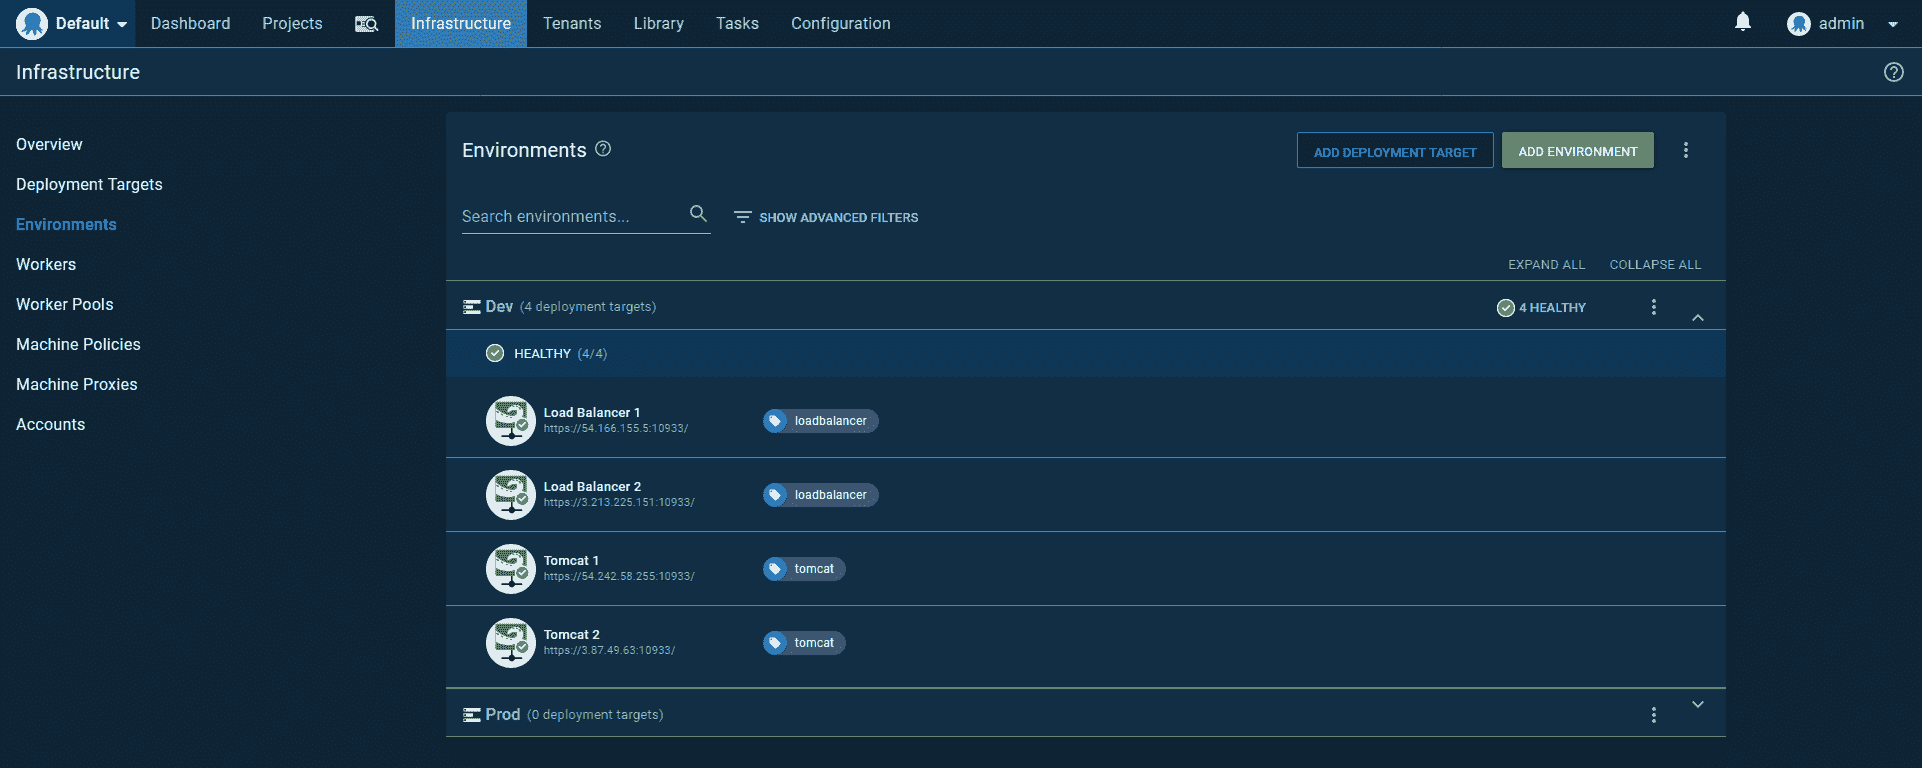 Default Dashboard Projects Infrastructure Tenants Library Tasks Configuration admin
Infrastructure
Overview
Deployment Targets
Environments
Workers
Worker Pools
Machine Policies
Machine Proxies
Accounts
Environments ADD DEPLOYMENT TARGET ADD ENVIRONMENT
Search environments... SHOW ADVANCED FILTERS
EXPAND ALL COLLAPSE ALL
Dev (4 deployment targets) 4 HEALTHY
HEALTHY (4/4)
Load Balancer 1
https://54.166.155.5:10933/
loadbalancer
Load Balancer 2
https://3.213.225.151:10933/
loadbalancer
Tomcat 1
https://54.242.58.255:10933/
tomcat
Tomcat 2
https://3.87.49.63:10933/
tomcat
Prod (0 deployment targets)